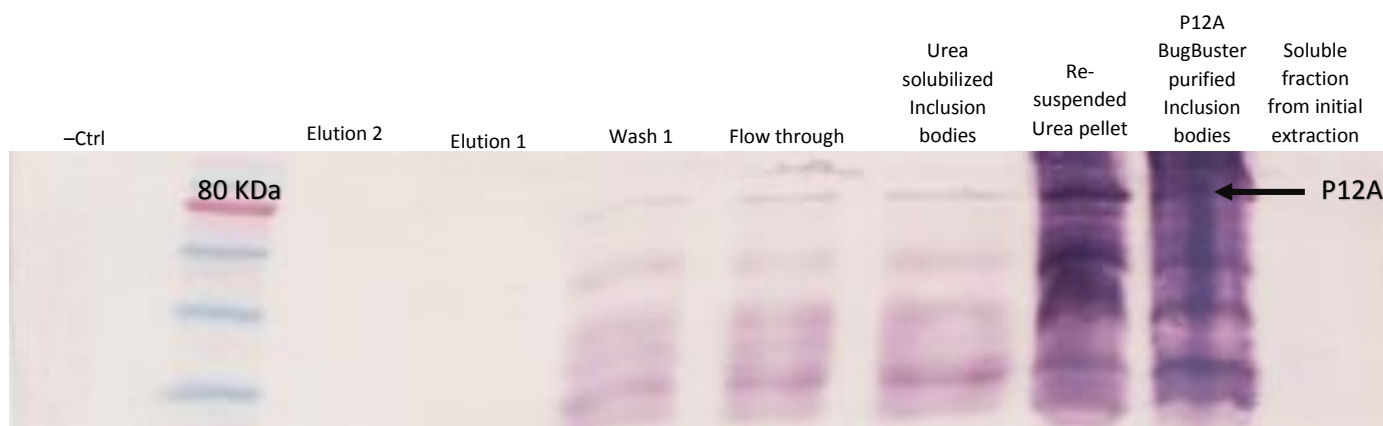 –Ctrl
80 KDa
Elution 2
Elution 1
Wash 1
Flow through
Urea
solubilized
Inclusion
bodies
Re-
suspended
Urea pellet
P12A
BugBuster
purified
Inclusion
bodies
Soluble
fraction
from initial
extraction
P12A